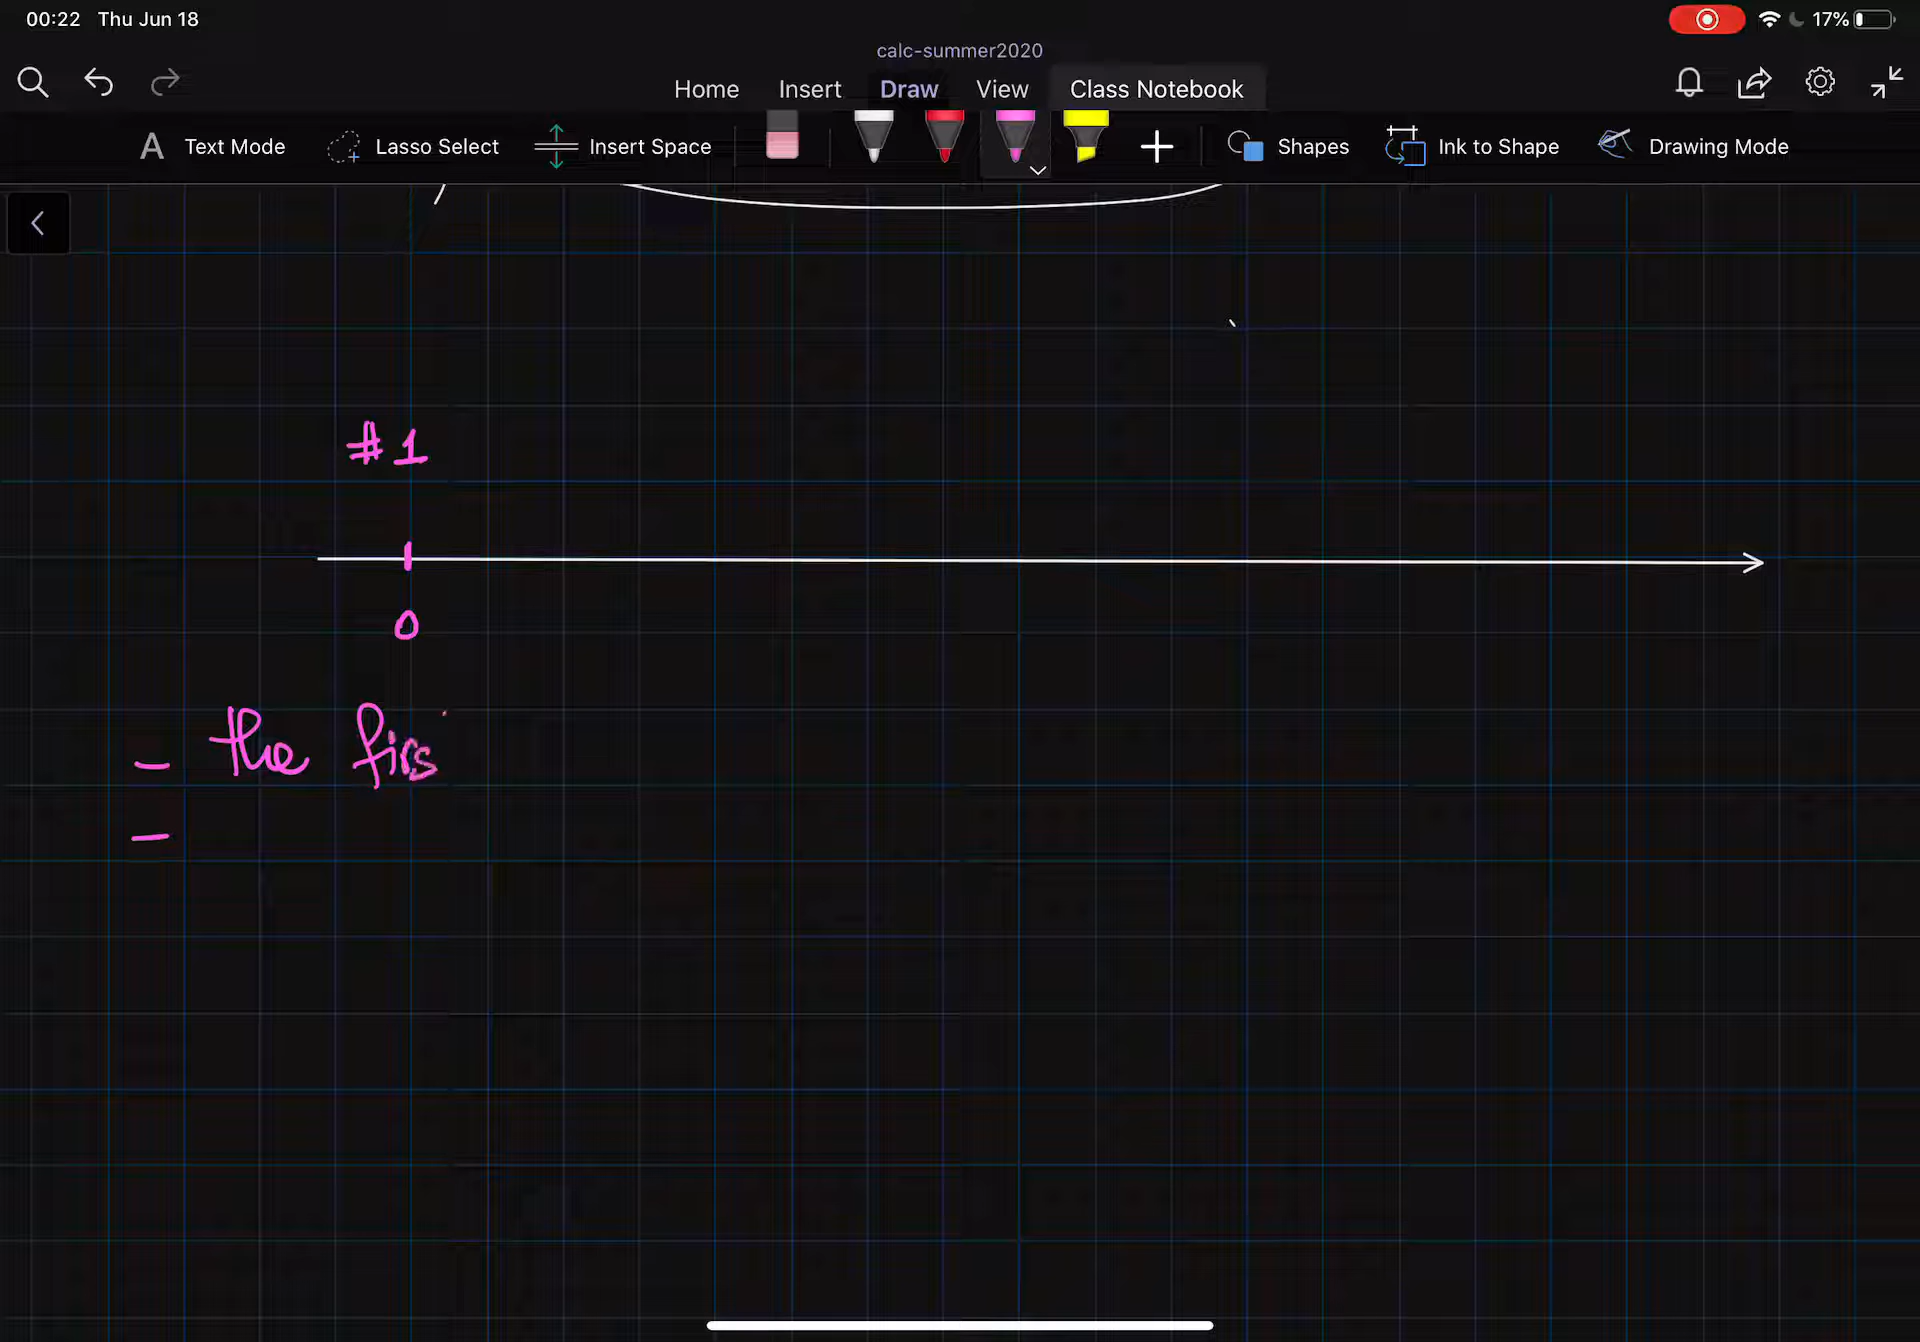 00:22 Thu Jun 18 17%
calc-summer2020
Home Insert Draw View Class Notebook
A Text Mode Lasso Select Insert Space Shapes Ink to Shape Drawing Mode
#1
0
- the firs
-